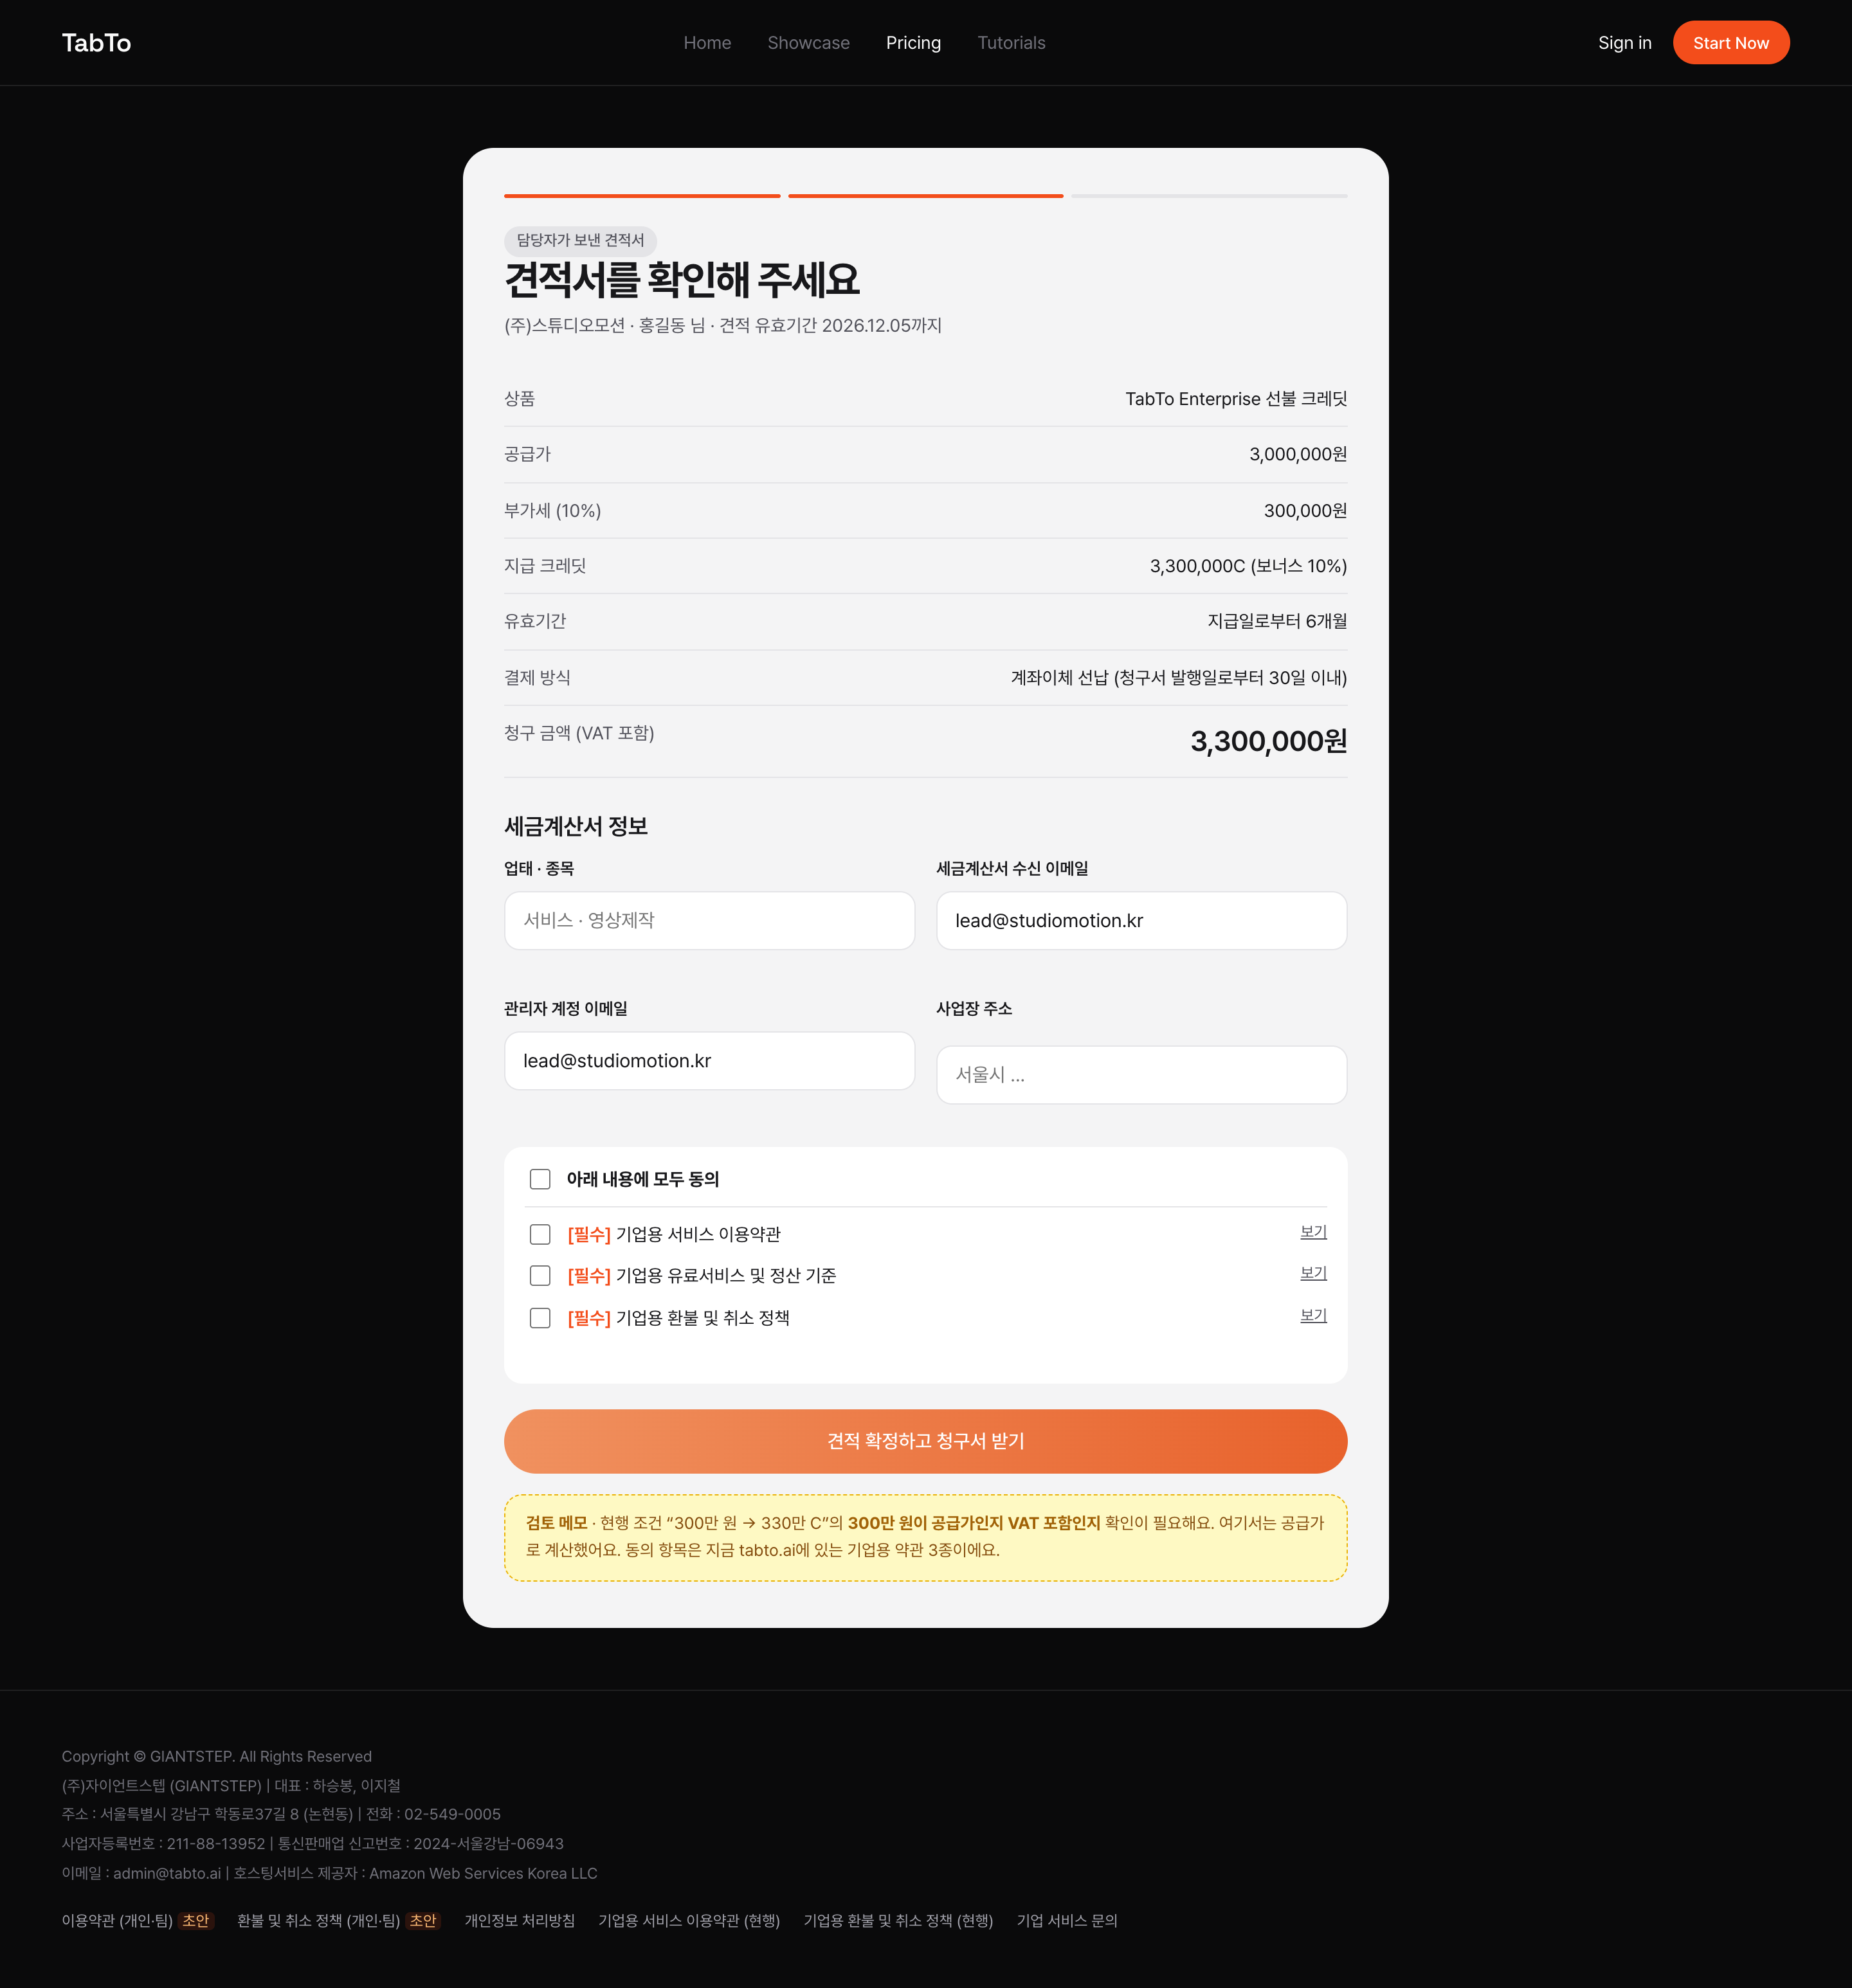 TabTo
Home Showcase Pricing Tutorials
Sign in Start Now
담당자가 보낸 견적서
견적서를 확인해 주세요
(주)스튜디오모션 · 홍길동 님 · 견적 유효기간 2026.12.05까지
상품 TabTo Enterprise 선불 크레딧
공급가 3,000,000원
부가세 (10%) 300,000원
지급 크레딧 3,300,000C (보너스 10%)
유효기간 지급일로부터 6개월
결제 방식 계좌이체 선납 (청구서 발행일로부터 30일 이내)
청구 금액 (VAT 포함) 3,300,000원
세금계산서 정보
업태 · 종목 세금계산서 수신 이메일
서비스 · 영상제작 lead@studiomotion.kr
관리자 계정 이메일 사업장 주소
lead@studiomotion.kr 서울시 ...
아래 내용에 모두 동의
[필수] 기업용 서비스 이용약관 보기
[필수] 기업용 유료서비스 및 정산 기준 보기
[필수] 기업용 환불 및 취소 정책 보기
견적 확정하고 청구서 받기
검토 메모 · 현행 조건 “300만 원 → 330만 C”의 300만 원이 공급가인지 VAT 포함인지 확인이 필요해요. 여기서는 공급가
로 계산했어요. 동의 항목은 지금 tabto.ai에 있는 기업용 약관 3종이에요.
Copyright © GIANTSTEP. All Rights Reserved
(주)자이언트스텝 (GIANTSTEP) | 대표 : 하승봉, 이지철
주소 : 서울특별시 강남구 학동로37길 8 (논현동) | 전화 : 02-549-0005
사업자등록번호 : 211-88-13952 | 통신판매업 신고번호 : 2024-서울강남-06943
이메일 : admin@tabto.ai | 호스팅서비스 제공자 : Amazon Web Services Korea LLC
이용약관 (개인·팀) 초안 환불 및 취소 정책 (개인·팀) 초안 개인정보 처리방침 기업용 서비스 이용약관 (현행) 기업용 환불 및 취소 정책 (현행) 기업 서비스 문의